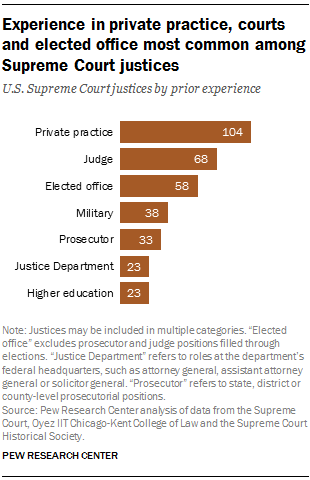 Experience in private practice, courts
and elected office most common among
Supreme Court justices
U.S. Supreme Court justices by prior experience
Private practice 104
Judge 68
Elected office 58
Military 38
Prosecutor 33
Justice Department 23
Higher education 23
Note: Justices may be included in multiple categories. “Elected
office” excludes prosecutor and judge positions filled through
elections. “Justice Department” refers to roles at the department’s
federal headquarters, such as attorney general, assistant attorney
general or solicitor general. “Prosecutor” refers to state, district or
county-level prosecutorial positions.
Source: Pew Research Center analysis of data from the Supreme
Court, Oyez IIT Chicago-Kent College of Law and the Supreme Court
Historical Society.
PEW RESEARCH CENTER